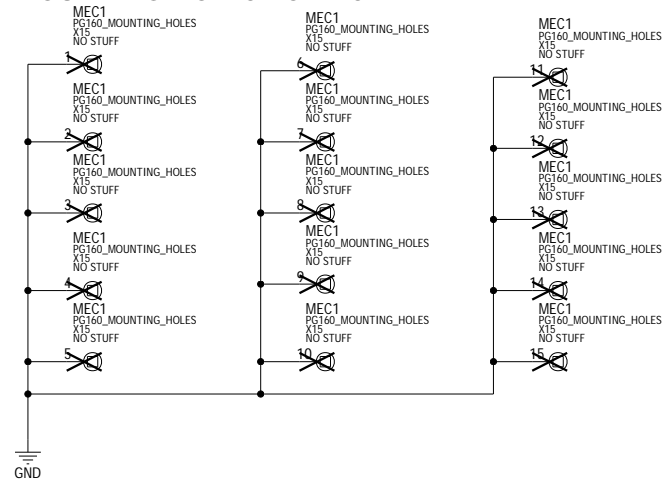 MEC1
PG160_MOUNTING_HOLES
X15
NO STUFF
1
MEC1
PG160_MOUNTING_HOLES
X15
NO STUFF
2
MEC1
PG160_MOUNTING_HOLES
X15
NO STUFF
3
MEC1
PG160_MOUNTING_HOLES
X15
NO STUFF
4
MEC1
PG160_MOUNTING_HOLES
X15
NO STUFF
5
MEC1
PG160_MOUNTING_HOLES
X15
NO STUFF
6
MEC1
PG160_MOUNTING_HOLES
X15
NO STUFF
7
MEC1
PG160_MOUNTING_HOLES
X15
NO STUFF
8
MEC1
PG160_MOUNTING_HOLES
X15
NO STUFF
9
MEC1
PG160_MOUNTING_HOLES
X15
NO STUFF
10
MEC1
PG160_MOUNTING_HOLES
X15
NO STUFF
11
MEC1
PG160_MOUNTING_HOLES
X15
NO STUFF
12
MEC1
PG160_MOUNTING_HOLES
X15
NO STUFF
13
MEC1
PG160_MOUNTING_HOLES
X15
NO STUFF
14
MEC1
PG160_MOUNTING_HOLES
X15
NO STUFF
15
GND